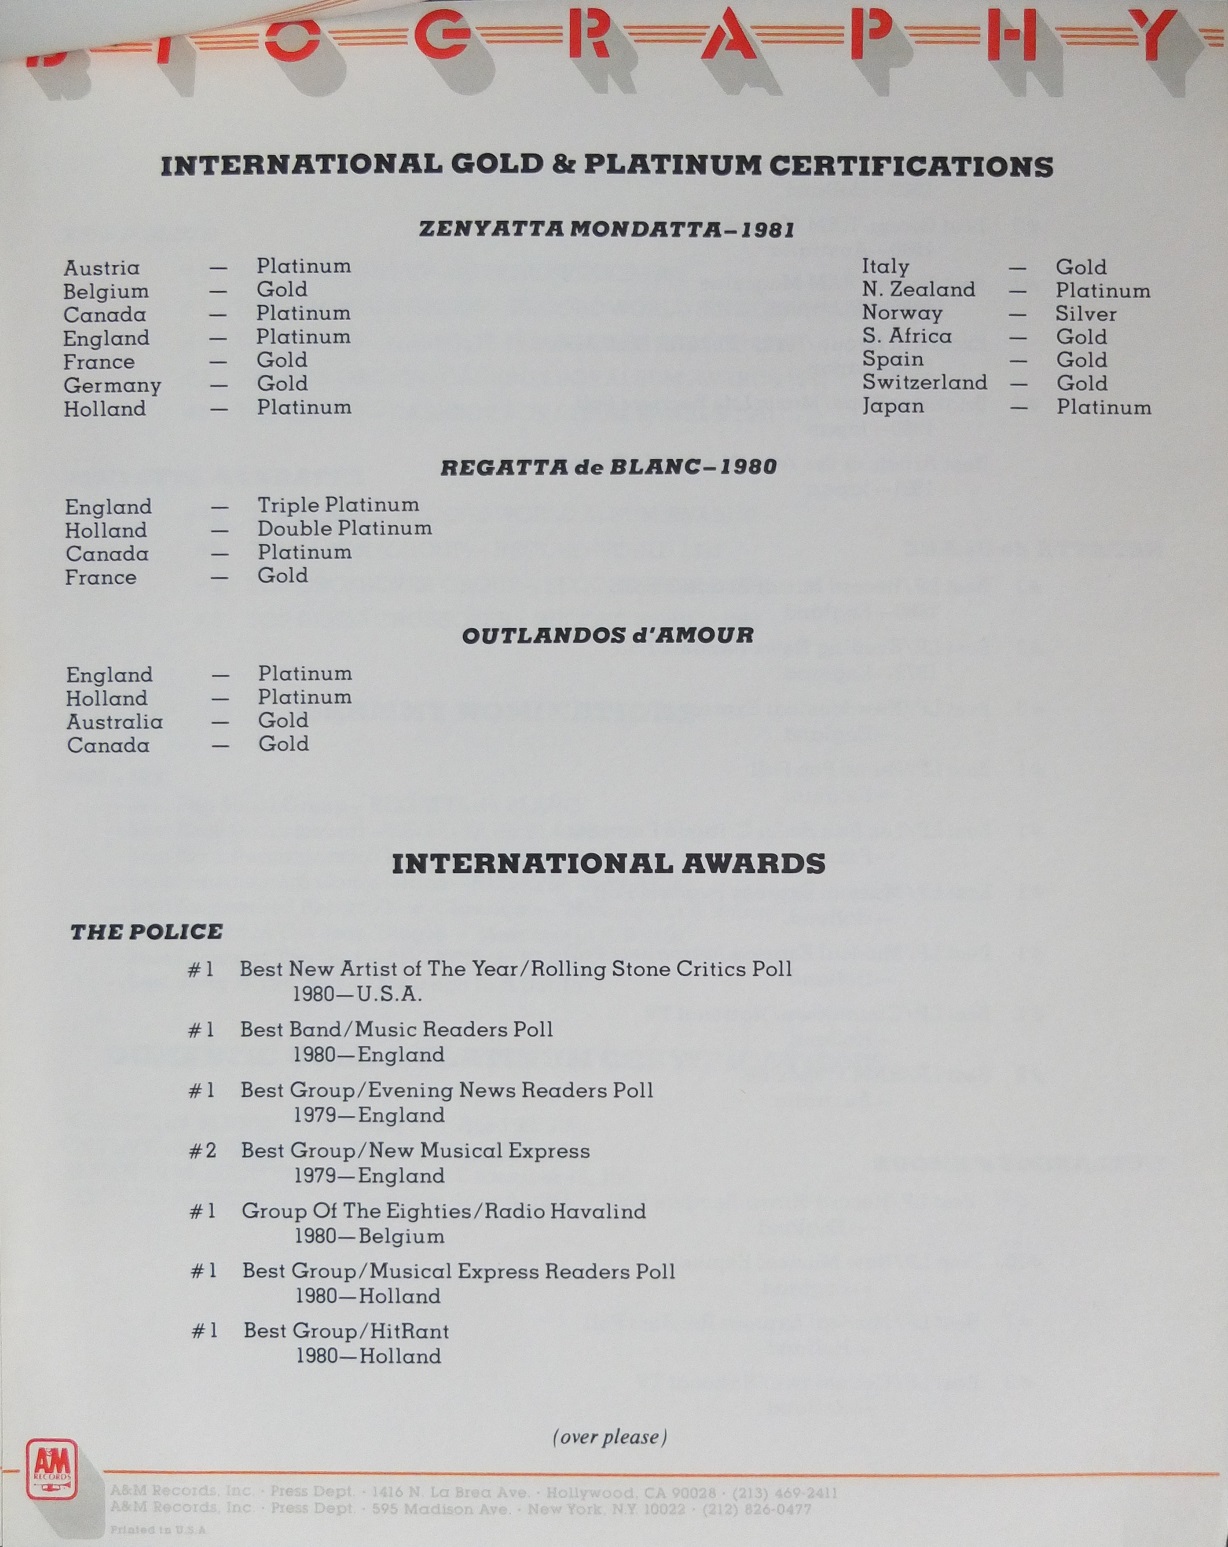 BIOGRAPHY
INTERNATIONAL GOLD & PLATINUM CERTIFICATIONS
ZENYATTA MONDATTA–1981
Austria — Platinum
Belgium — Gold
Canada — Platinum
England — Platinum
France — Gold
Germany — Gold
Holland — Platinum
Italy — Gold
N. Zealand — Platinum
Norway — Silver
S. Africa — Gold
Spain — Gold
Switzerland — Gold
Japan — Platinum
REGATTA de BLANC–1980
England — Triple Platinum
Holland — Double Platinum
Canada — Platinum
France — Gold
OUTLANDOS d'AMOUR
England — Platinum
Holland — Platinum
Australia — Gold
Canada — Gold
INTERNATIONAL AWARDS
THE POLICE
#1 Best New Artist of The Year/Rolling Stone Critics Poll
1980—U.S.A.
#1 Best Band/Music Readers Poll
1980—England
#1 Best Group/Evening News Readers Poll
1979—England
#2 Best Group/New Musical Express
1979—England
#1 Group Of The Eighties/Radio Havalind
1980—Belgium
#1 Best Group/Musical Express Readers Poll
1980—Holland
#1 Best Group/HitRant
1980—Holland
(over please)
A&M RECORDS
A&M Records, Inc. · Press Dept. · 1416 N. La Brea Ave. · Hollywood, CA 90028 · (213) 469-2411
A&M Records, Inc. · Press Dept. · 595 Madison Ave. · New York, N.Y. 10022 · (212) 826-0477
Printed in U.S.A.